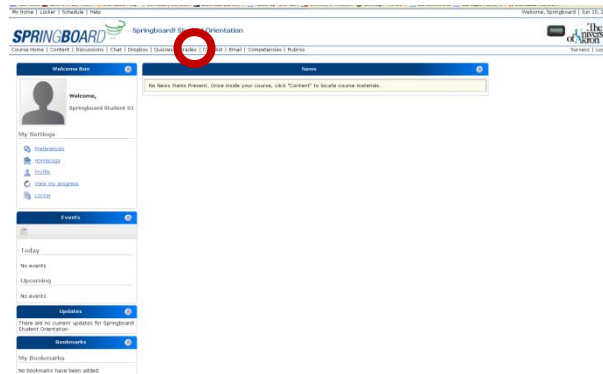 My Home | Locker | Schedule | Help
Welcome, Springboard | Jun 10,
SPRINGBOARD
Springboard! Student Orientation
The
University
of Akron
Course Home | Content | Discussions | Chat | Dropbox | Quizzes | Grades | Classlist | Email | Competencies | Rubrics
Surveys |
Welcome Box
News
No News Items Present. Once inside your course, click "Content" to locate course materials.
Welcome,
Springboard Student 01
My Settings
Preferences
Homepage
Profile
View my progress
Locker
Events
Today
No events
Upcoming
No events
Updates
There are no current updates for Springboard!
Student Orientation
Bookmarks
My Bookmarks
No bookmarks have been added